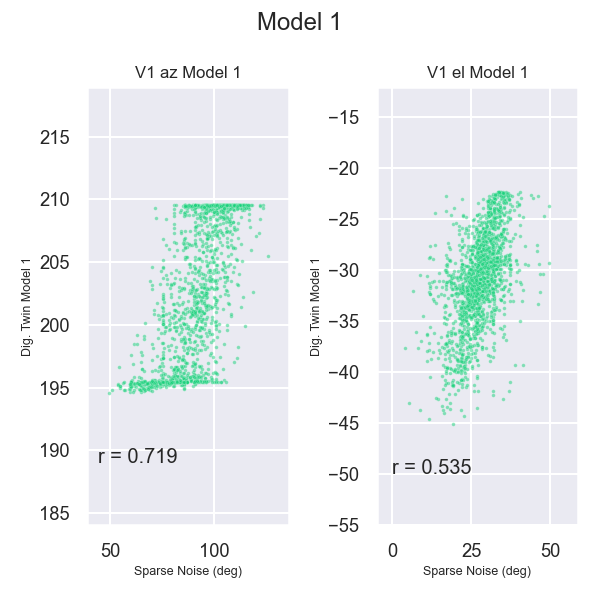 Model 1
V1 az Model 1
215
210
205
200
195
190
185
r = 0.719
50
100
Sparse Noise (deg)
Dig. Twin Model 1
V1 el Model 1
−15
−20
−25
−30
−35
−40
−45
−50
−55
r = 0.535
0
25
50
Sparse Noise (deg)
Dig. Twin Model 1